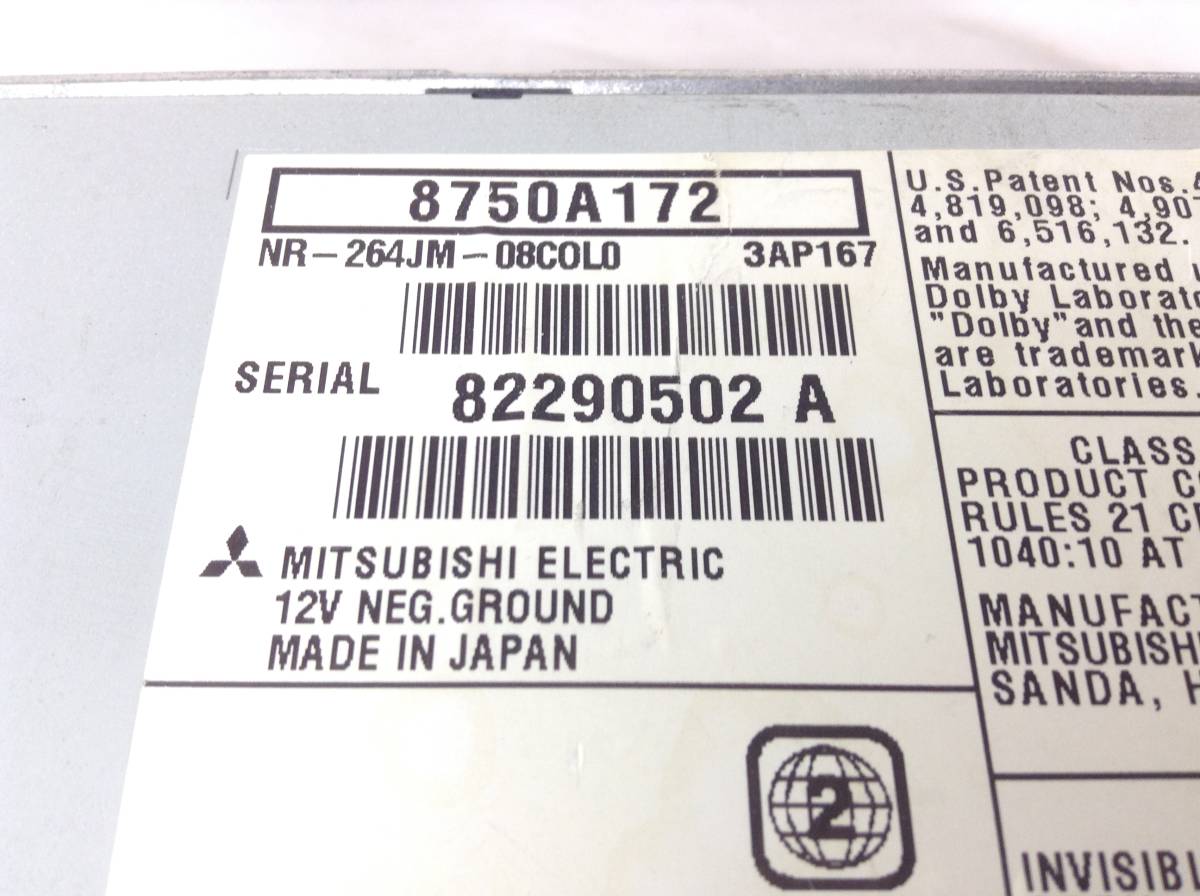 8750A172
NR-264JM-08COL0 3AP167
SERIAL 82290502 A
MITSUBISHI ELECTRIC
12V NEG.GROUND
MADE IN JAPAN
U.S.Patent Nos.
4,819,098; 4,90
and 6,516,132.
Manufactured
Dolby Laborat
"Dolby" and the
are trademark
Laboratories.
CLASS
PRODUCT CO
RULES 21 C
1040:10 AT
MANUFACT
MITSUBISH
SANDA, H
2
INVISIBL